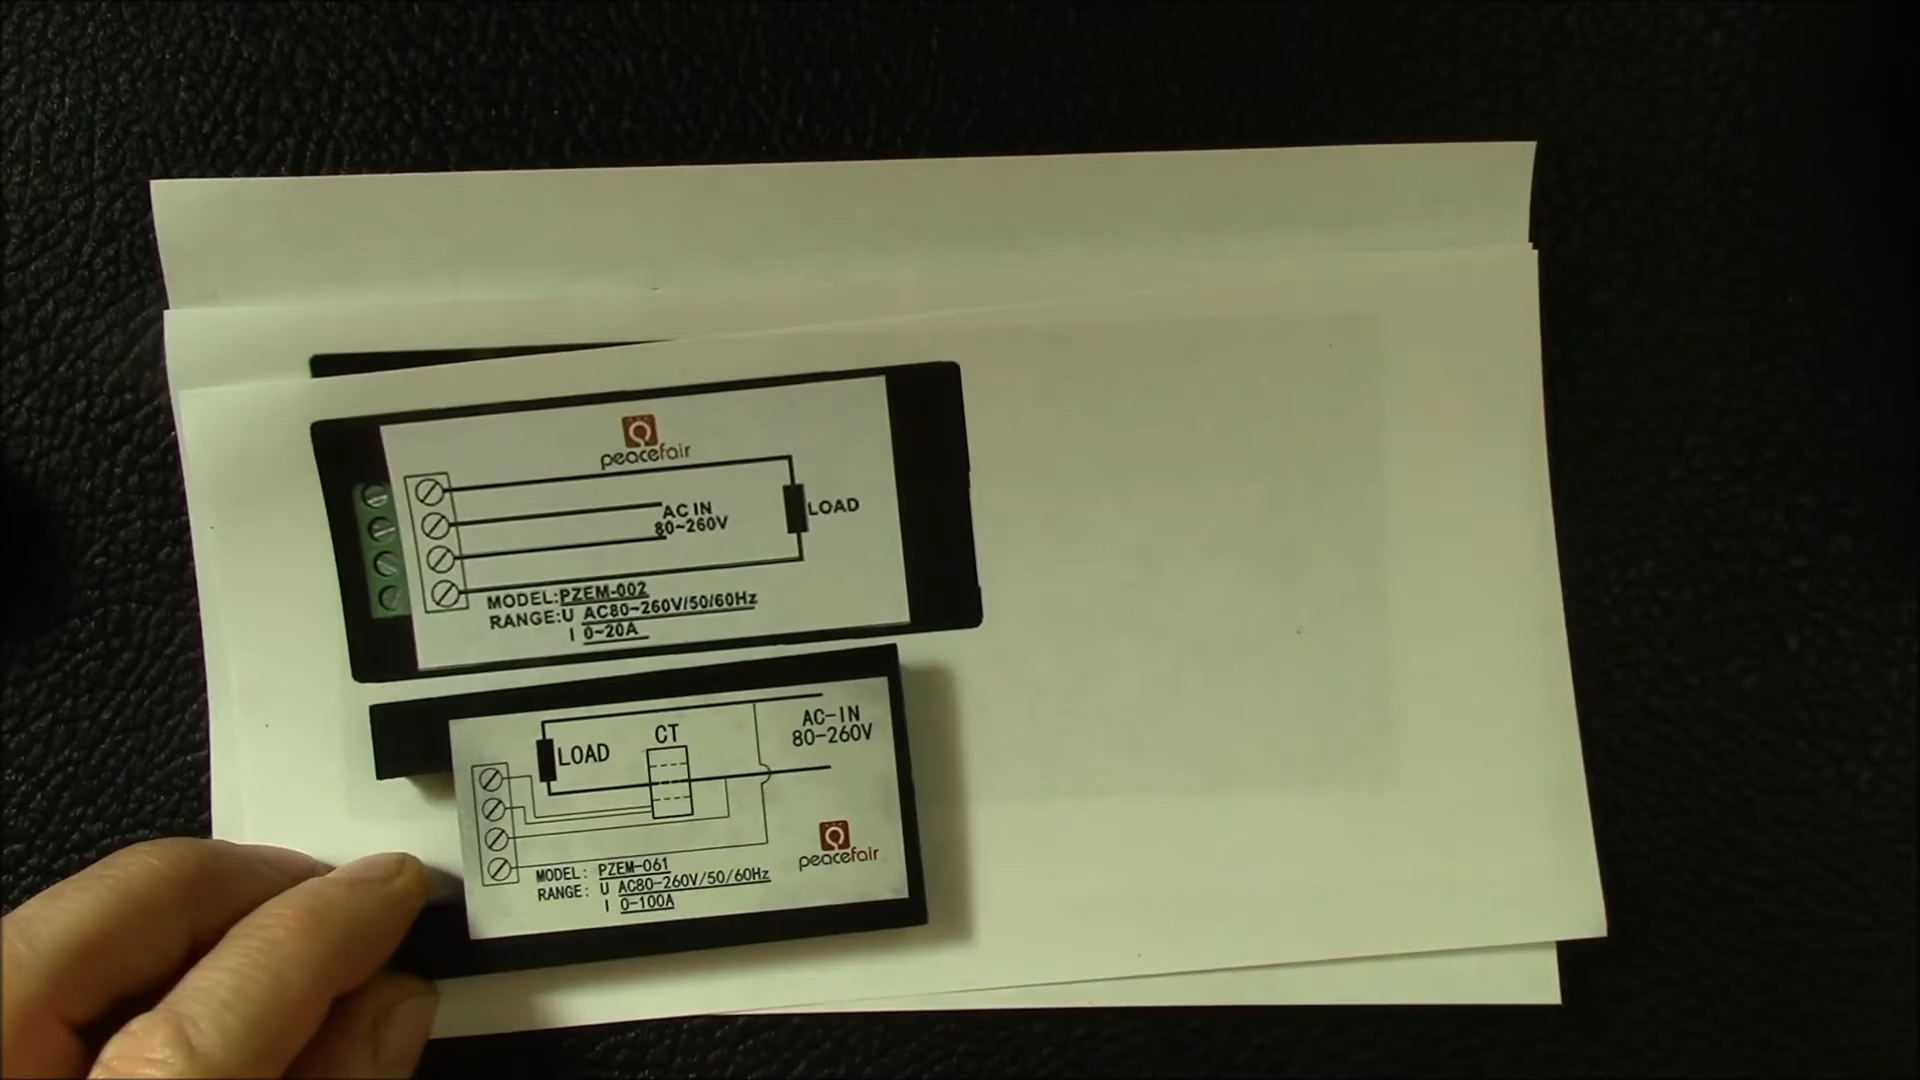 peacefair
AC IN
80~260V
LOAD
MODEL:PZEM-002
RANGE:U AC80~260V/50/60Hz
I 0~20A
CT
LOAD
AC-IN
80-260V
peacefair
MODEL: PZEM-061
RANGE: U AC80-260V/50/60Hz
I 0-100A